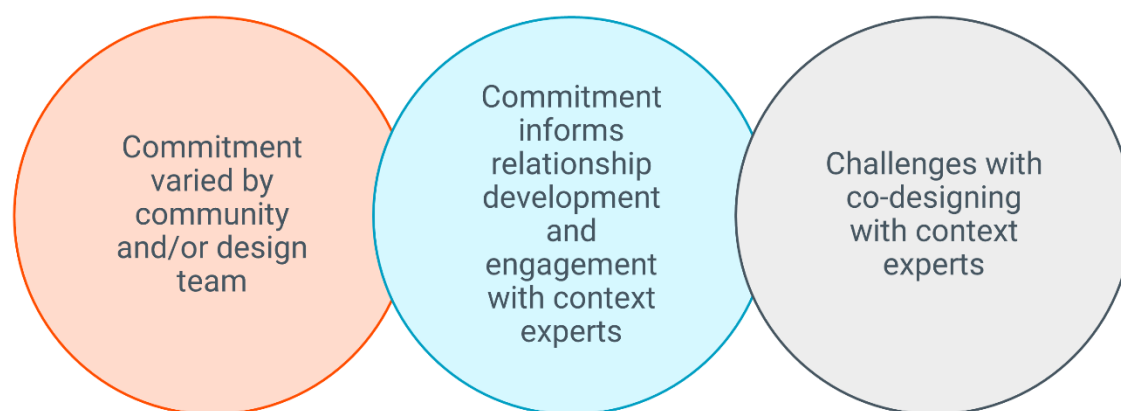 Commitment
varied by
community
and/or design
team
Commitment
informs
relationship
development
and
engagement
with context
experts
Challenges with
co-designing
with context
experts